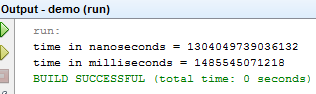 Output - demo (run)
run:
time in nanoseconds = 1304049739036132
time in milliseconds = 1485545071218
BUILD SUCCESSFUL (total time: 0 seconds)